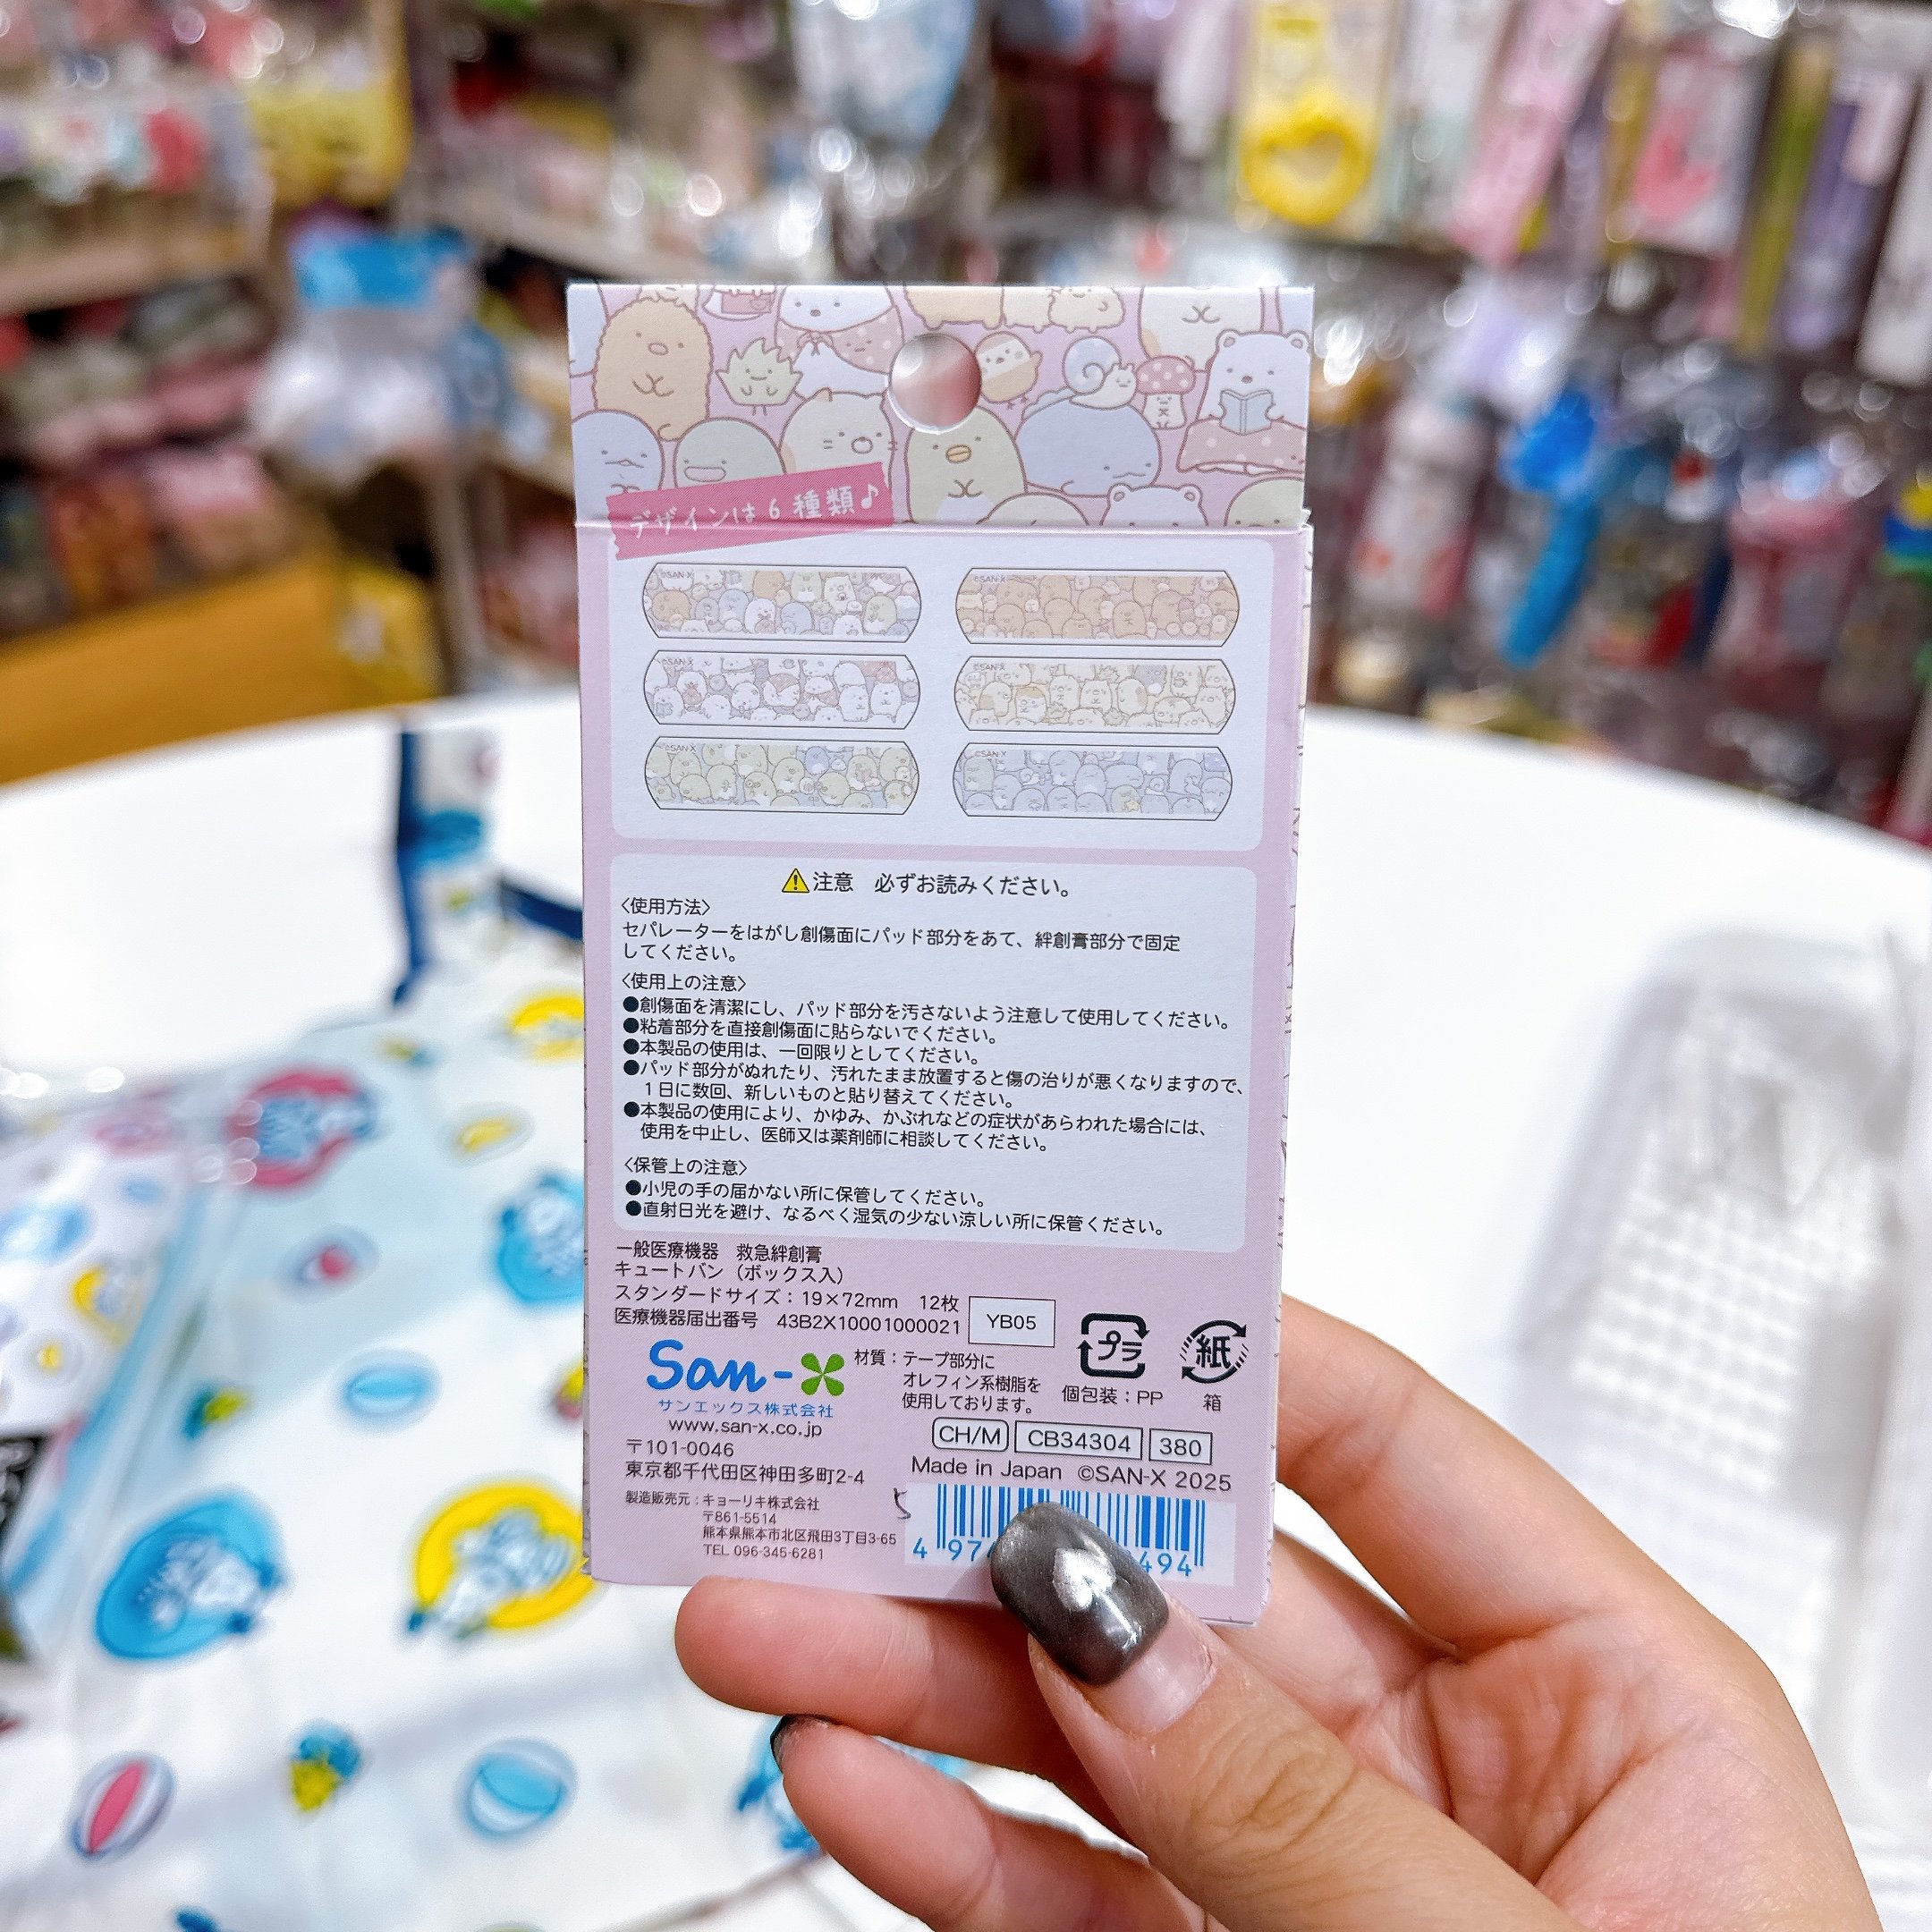 デザインは6種類♪
©SAN-X
©SAN-X
©SAN-X
©SAN-X
©SAN-X
©SAN-X
注意 必ずお読みください。
〈使用方法〉
セパレーターをはがし創傷面にパッド部分をあて、絆創膏部分で固定
してください。
〈使用上の注意〉
●創傷面を清潔にし、パッド部分を汚さないよう注意して使用してください。
●粘着部分を直接創傷面に貼らないでください。
●本製品の使用は、一回限りとしてください。
●パッド部分がぬれたり、汚れたまま放置すると傷の治りが悪くなりますので、
1日に数回、新しいものと貼り替えてください。
●本製品の使用により、かゆみ、かぶれなどの症状があらわれた場合には、
使用を中止し、医師又は薬剤師に相談してください。
〈保管上の注意〉
●小児の手の届かない所に保管してください。
●直射日光を避け、なるべく湿気の少ない涼しい所に保管ください。
一般医療機器 救急絆創膏
キュートバン（ボックス入）
スタンダードサイズ：19×72mm 12枚
医療機器届出番号 43B2X10001000021
YB05
San-X
サンエックス株式会社
www.san-x.co.jp
〒101-0046
東京都千代田区神田多町2-4
製造販売元：キョーリキ株式会社
〒861-5514
熊本県熊本市北区飛田3丁目3-65
TEL 096-345-6281
材質：テープ部分に
オレフィン系樹脂を
使用しております。
プラ
個包装：PP
紙
箱
CH/M CB34304 380
Made in Japan ©SAN-X 2025
4 97 494